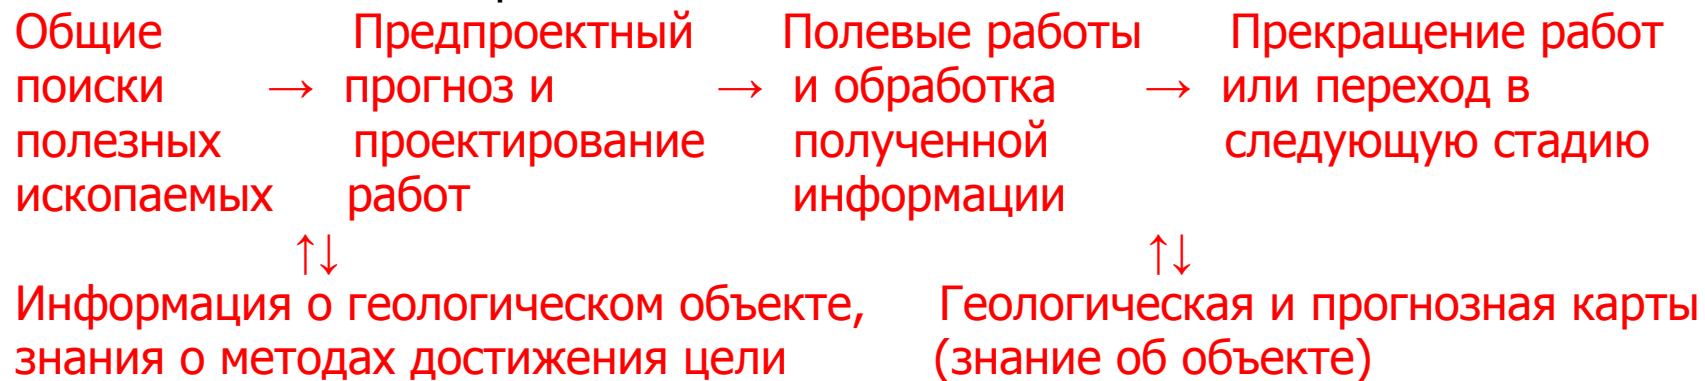 Общие Предпроектный Полевые работы Прекращение работ
поиски → прогноз и → и обработка → или переход в
полезных проектирование полученной следующую стадию
ископаемых работ информации
↑↓ ↑↓
Информация о геологическом объекте, Геологическая и прогнозная карты
знания о методах достижения цели (знание об объекте)